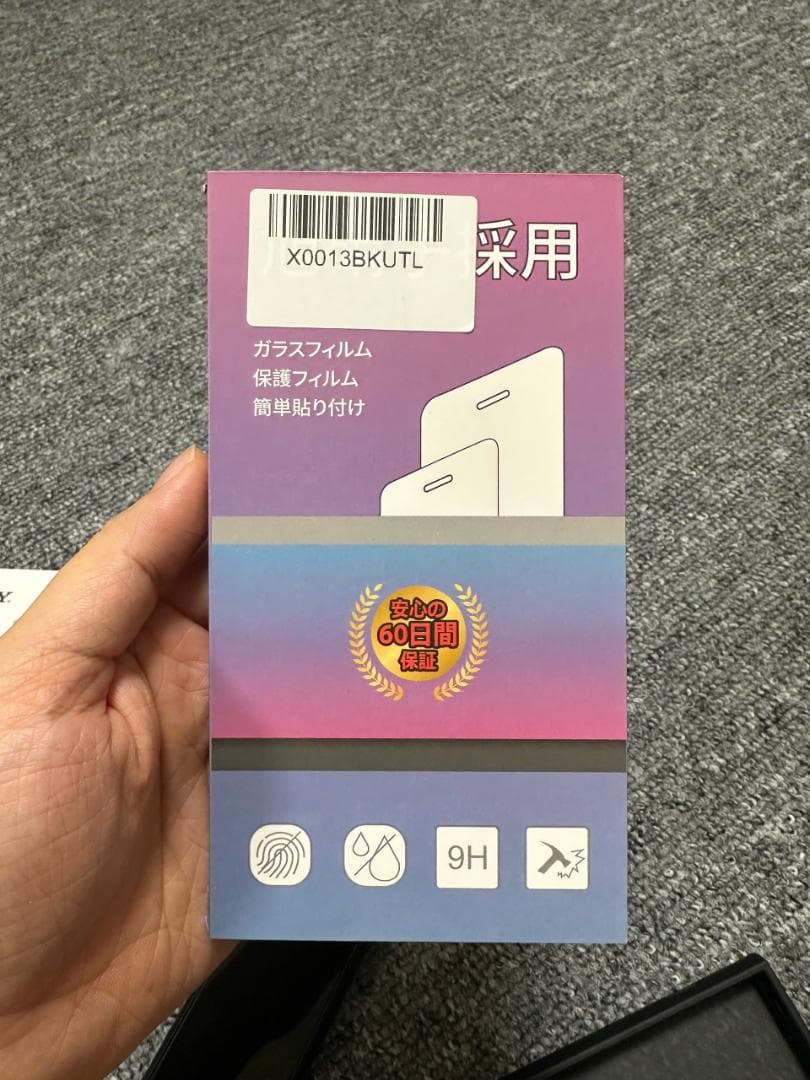 X0013BKUTL
採用
ガラスフィルム
保護フィルム
簡単貼り付け
安心の
60日間
保証
9H
Y.